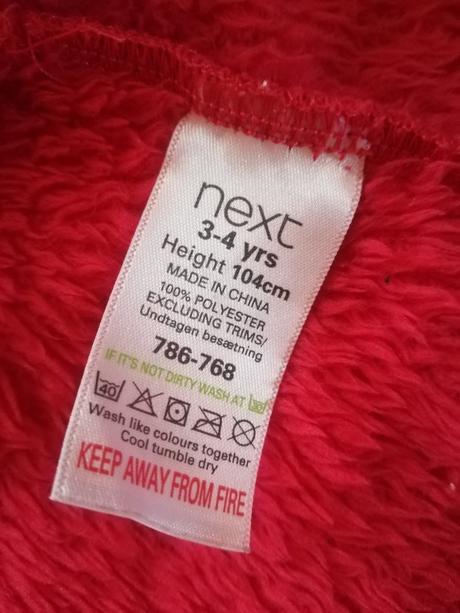 next
3-4 yrs
Height 104cm
MADE IN CHINA
100% POLYESTER
EXCLUDING TRIMS/
Undtagen besætning
786-768
IF IT'S NOT DIRTY WASH AT 30
40
Wash like colours together
Cool tumble dry
KEEP AWAY FROM FIRE